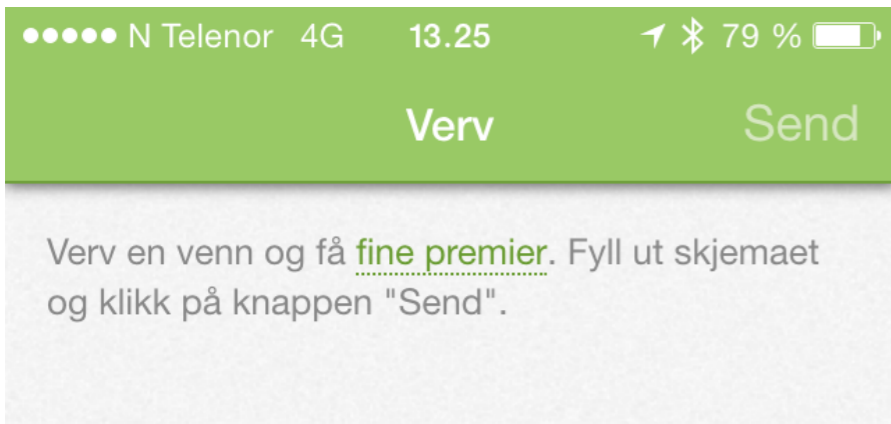 N Telenor 4G 13.25 79 %
Verv Send
Verv en venn og få fine premier. Fyll ut skjemaet
og klikk på knappen "Send".